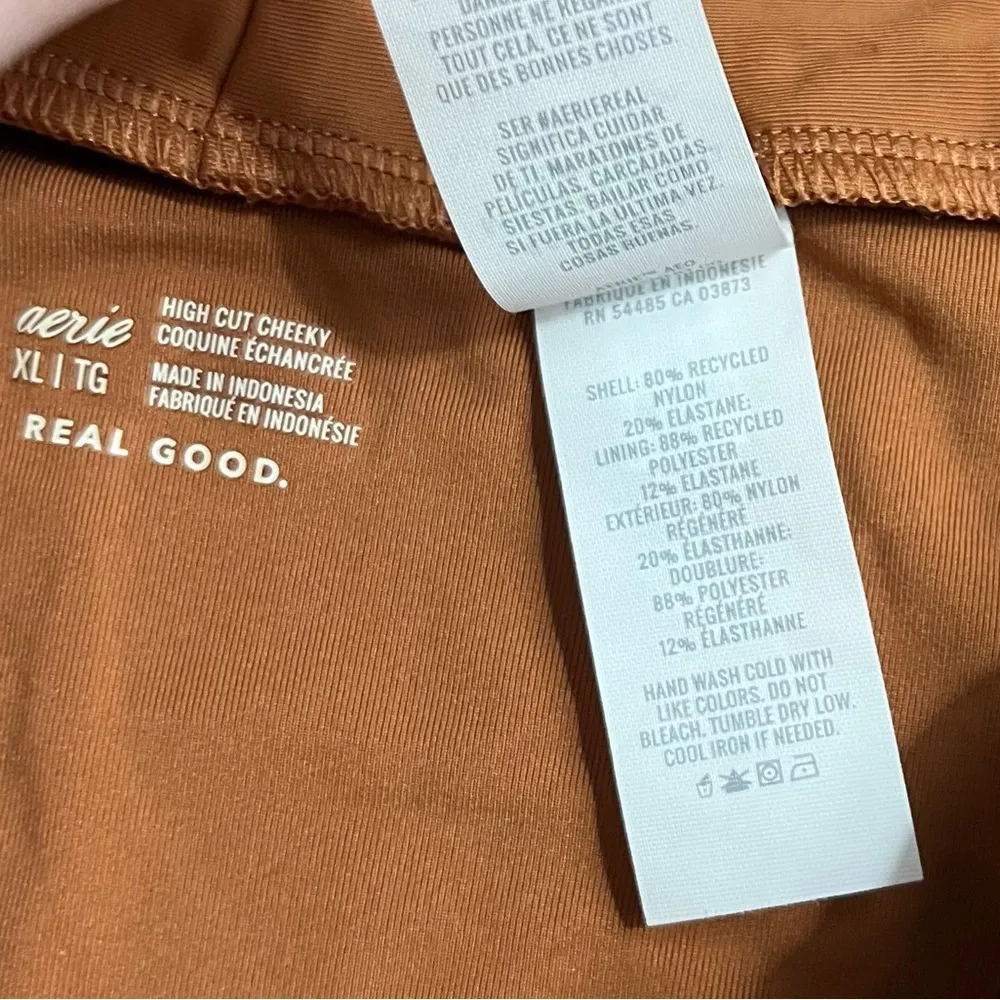 PERSONNE NE
TOUT CELA. CE NE SONT
QUE DES BONNES CHOSES.
SER #AERIEREAL
SIGNIFICA CUIDAR
DE TI. MARATONES DE
PELÍCULAS, CARCAJADAS,
SIESTAS, BAILAR COMO
SI FUERA LA ÚLTIMA VEZ.
TODAS ESAS
COSAS BUENAS.
FABRIQUÉ EN INDONÉSIE
RN 54485 CA 03873
SHELL: 80% RECYCLED
NYLON
20% ELASTANE;
LINING: 88% RECYCLED
POLYESTER
12% ELASTANE
EXTÉRIEUR: 80% NYLON
RÉGÉNÉRÉ
20% ÉLASTHANNE;
DOUBLURE:
88% POLYESTER
RÉGÉNÉRÉ
12% ÉLASTHANNE
HAND WASH COLD WITH
LIKE COLORS. DO NOT
BLEACH. TUMBLE DRY LOW.
COOL IRON IF NEEDED.
aerie
XL | TG
HIGH CUT CHEEKY
COQUINE ÉCHANCRÉE
MADE IN INDONESIA
FABRIQUÉ EN INDONÉSIE
REAL GOOD.